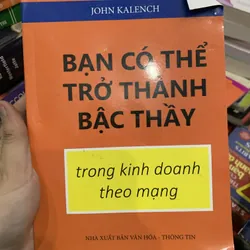 JOHN KALENCH
BẠN CÓ THỂ
TRỞ THÀNH
BẬC THẦY
trong kinh doanh
theo mạng
NHÀ XUẤT BẢN VĂN HÓA - THÔNG TIN